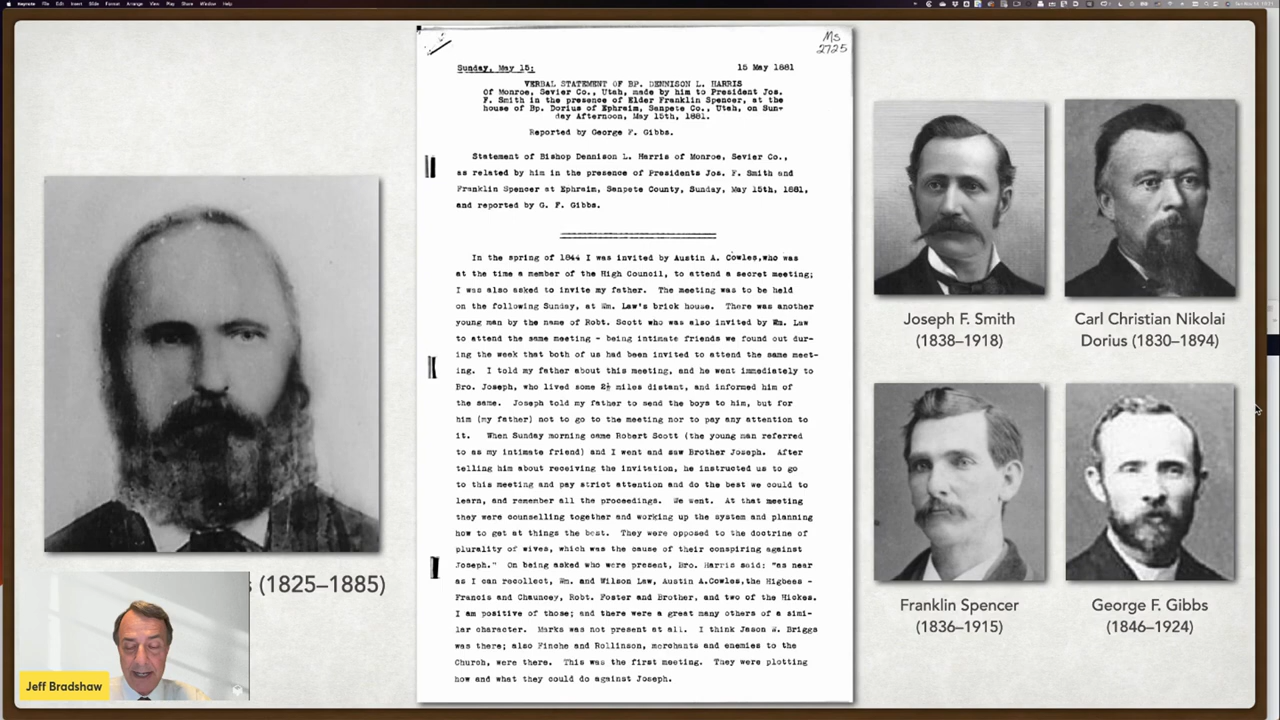 Keynote File Edit Insert Slide Format Arrange View Play Share Window Help
Ms
2725
Sunday, May 15;
15 May 1881
VERBAL STATEMENT OF BP. DENNISON L. HARRIS
Of Monroe, Sevier Co., Utah, made by him to President Jos.
F. Smith in the presence of Elder Franklin Spencer, at the
house of Bp. Dorius of Ephraim, Sanpete Co., Utah, on Sun-
day Afternoon, May 15th, 1881.
Reported by George F. Gibbs.
Statement of Bishop Dennison L. Harris of Monroe, Sevier Co.,
as related by him in the presence of Presidents Jos. F. Smith and
Franklin Spencer at Ephraim, Sanpete County, Sunday, May 15th, 1881,
and reported by G. F. Gibbs.
In the spring of 1844 I was invited by Austin A. Cowles,who was
at the time a member of the High Council, to attend a secret meeting;
I was also asked to invite my father. The meeting was to be held
on the following Sunday, at Wm. Law's brick house. There was another
young man by the name of Robt. Scott who was also invited by Wm. Law
to attend the same meeting - being intimate friends we found out dur-
ing the week that both of us had been invited to attend the same meet-
ing. I told my father about this meeting, and he went immediately to
Bro. Joseph, who lived some 2½ miles distant, and informed him of
the same. Joseph told my father to send the boys to him, but for
him (my father) not to go to the meeting nor to pay any attention to
it. When Sunday morning came Robert Scott (the young man referred
to as my intimate friend) and I went and saw Brother Joseph. After
telling him about receiving the invitation, he instructed us to go
to this meeting and pay strict attention and do the best we could to
learn, and remember all the proceedings. We went. At that meeting
they were counselling together and working up the system and planning
how to get at things the best. They were opposed to the doctrine of
plurality of wives, which was the cause of their conspiring against
Joseph." On being asked who were present, Bro. Harris said: "as near
as I can recollect, Wm. and Wilson Law, Austin A.Cowles,the Higbees -
Francis and Chauncey, Robt. Foster and Brother, and two of the Hickes.
I am positive of those; and there were a great many others of a simi-
lar character. Marks was not present at all. I think Jason W. Briggs
was there; also Finche and Rollinson, merchants and enemies to the
Church, were there. This was the first meeting. They were plotting
how and what they could do against Joseph.
s (1825–1885)
Jeff Bradshaw
Joseph F. Smith
(1838–1918)
Carl Christian Nikolai
Dorius (1830–1894)
Franklin Spencer
(1836–1915)
George F. Gibbs
(1846–1924)